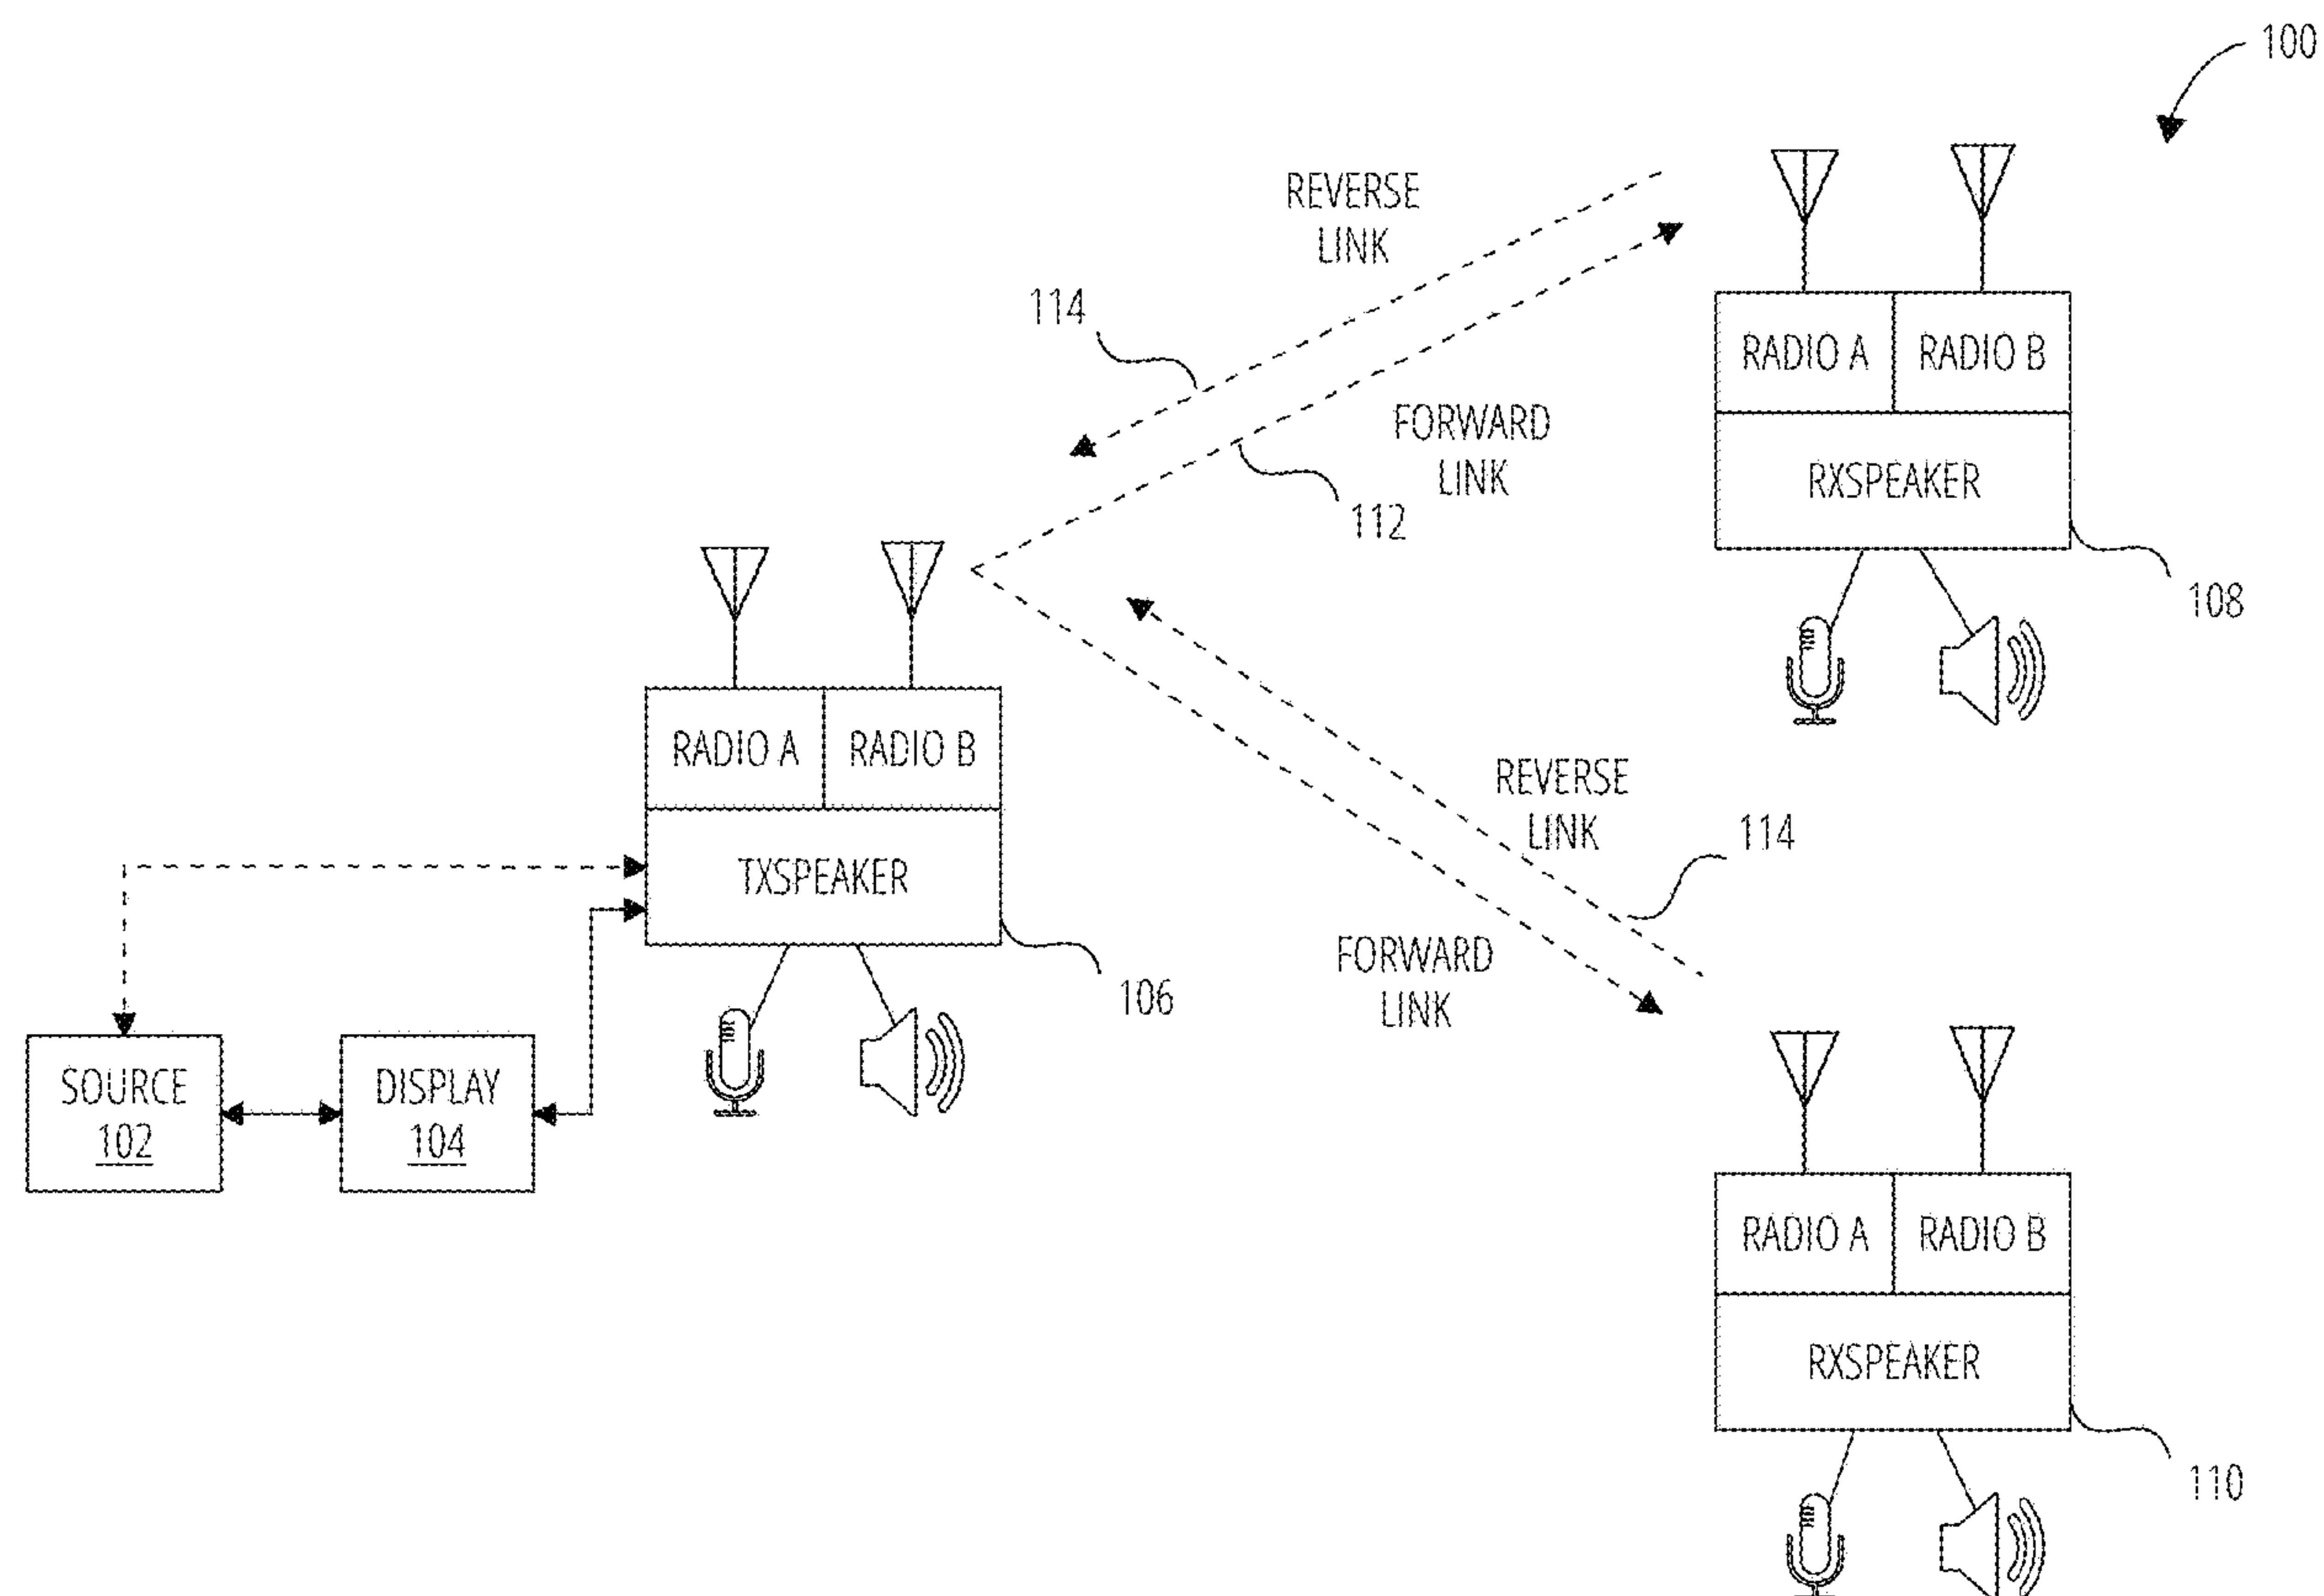 100
REVERSE
LINK
114
RADIO A
RADIO B
FORWARD
LINK
RXSPEAKER
112
108
RADIO A
RADIO B
REVERSE
LINK
114
TXSPEAKER
FORWARD
LINK
106
SOURCE
102
DISPLAY
104
RADIO A
RADIO B
RXSPEAKER
110